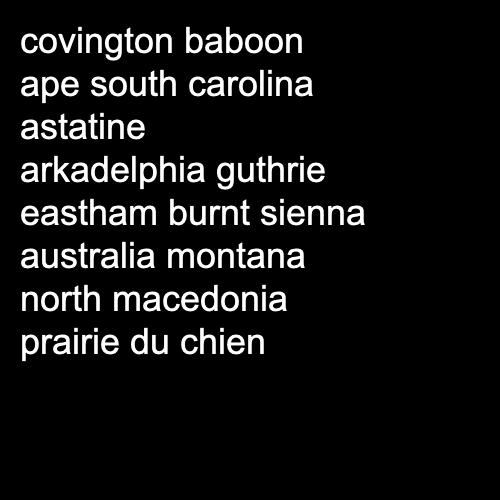 covington baboon
ape south carolina
astatine
arkadelphia guthrie
eastham burnt sienna
australia montana
north macedonia
prairie du chien